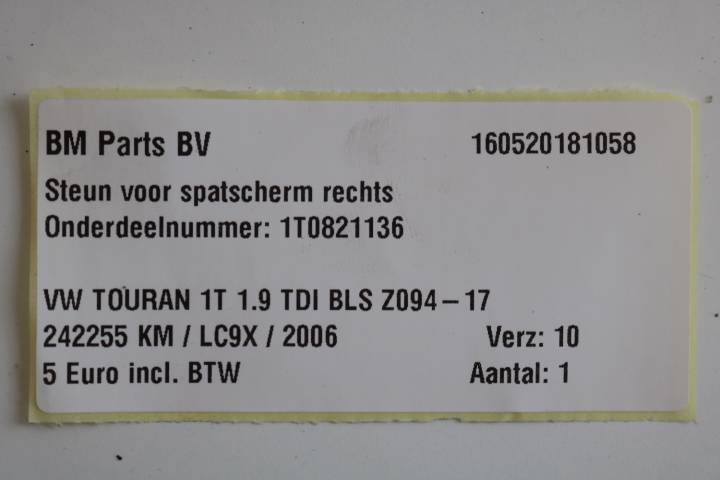 BM Parts BV 160520181058
Steun voor spatscherm rechts
Onderdeelnummer: 1T0821136
VW TOURAN 1T 1.9 TDI BLS Z094 – 17
242255 KM / LC9X / 2006 Verz: 10
5 Euro incl. BTW Aantal: 1